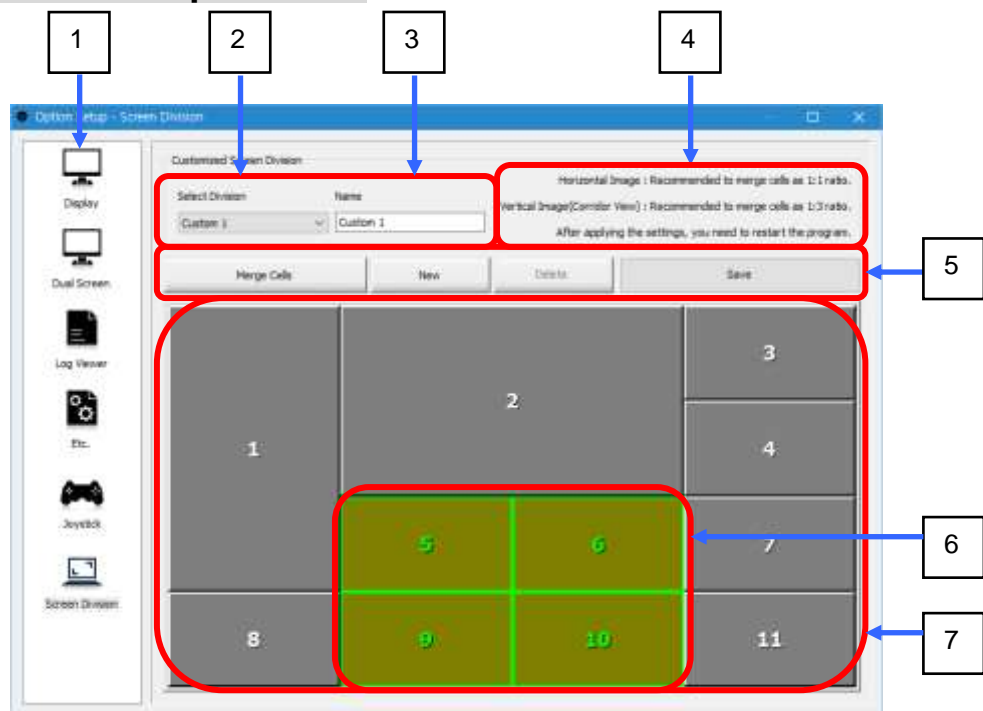 1
2
3
4
Option Setup - Screen Division
Display
Dual Screen
Log Viewer
Etc.
Joystick
Screen Division
Customized Screen Division
Select Division
Name
Custom 1
Custom 1
Horizontal Image : Recommended to merge cells as 1:1 ratio.
Vertical Image(Corridor View) : Recommended to merge cells as 1:3 ratio.
After applying the settings, you need to restart the program.
Merge Cells
New
Delete
Save
5
1
2
3
4
5
6
7
8
9
10
11
6
7